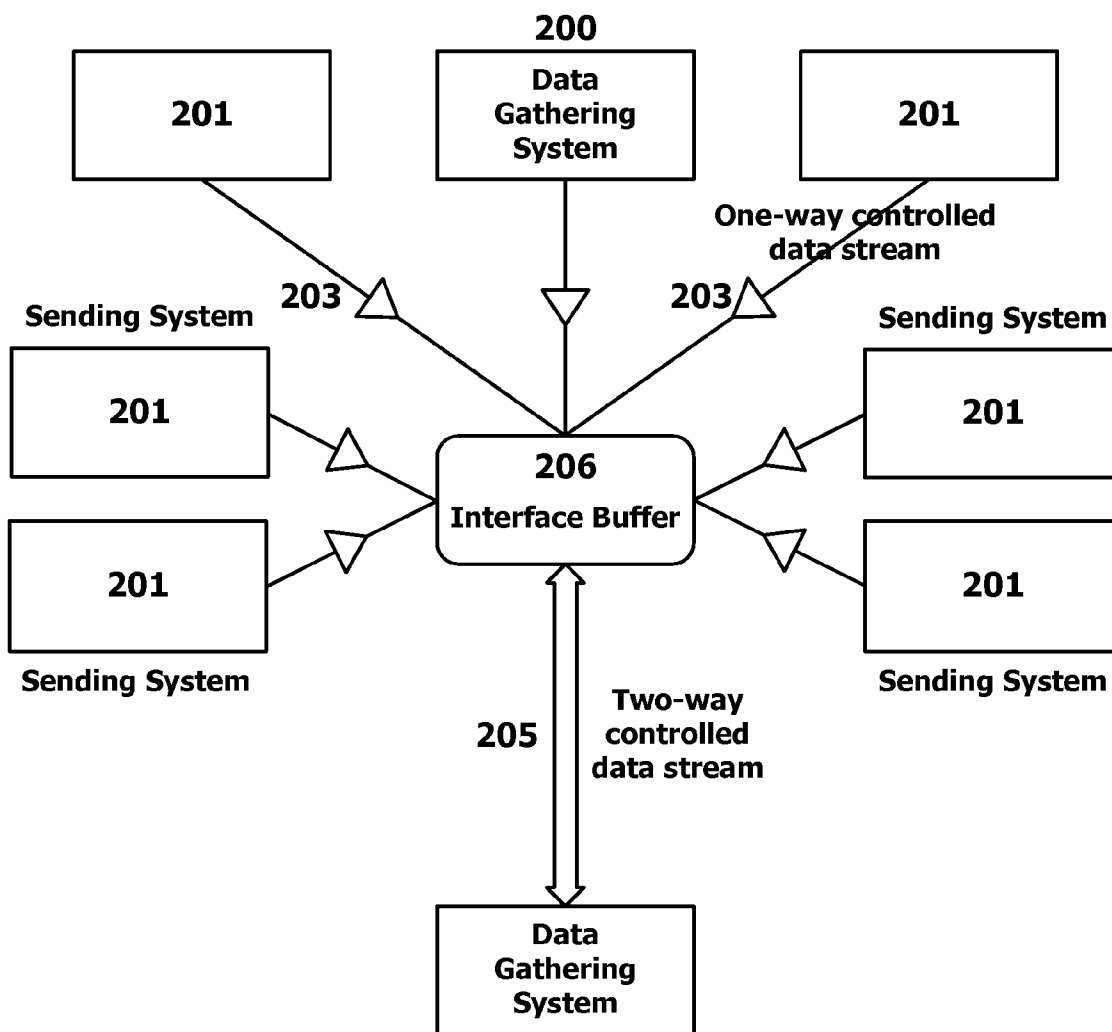 200
201
Data
Gathering
System
201
One-way controlled
data stream
203
203
Sending System
Sending System
201
201
206
Interface Buffer
201
201
Sending System
Sending System
205
Two-way
controlled
data stream
Data
Gathering
System